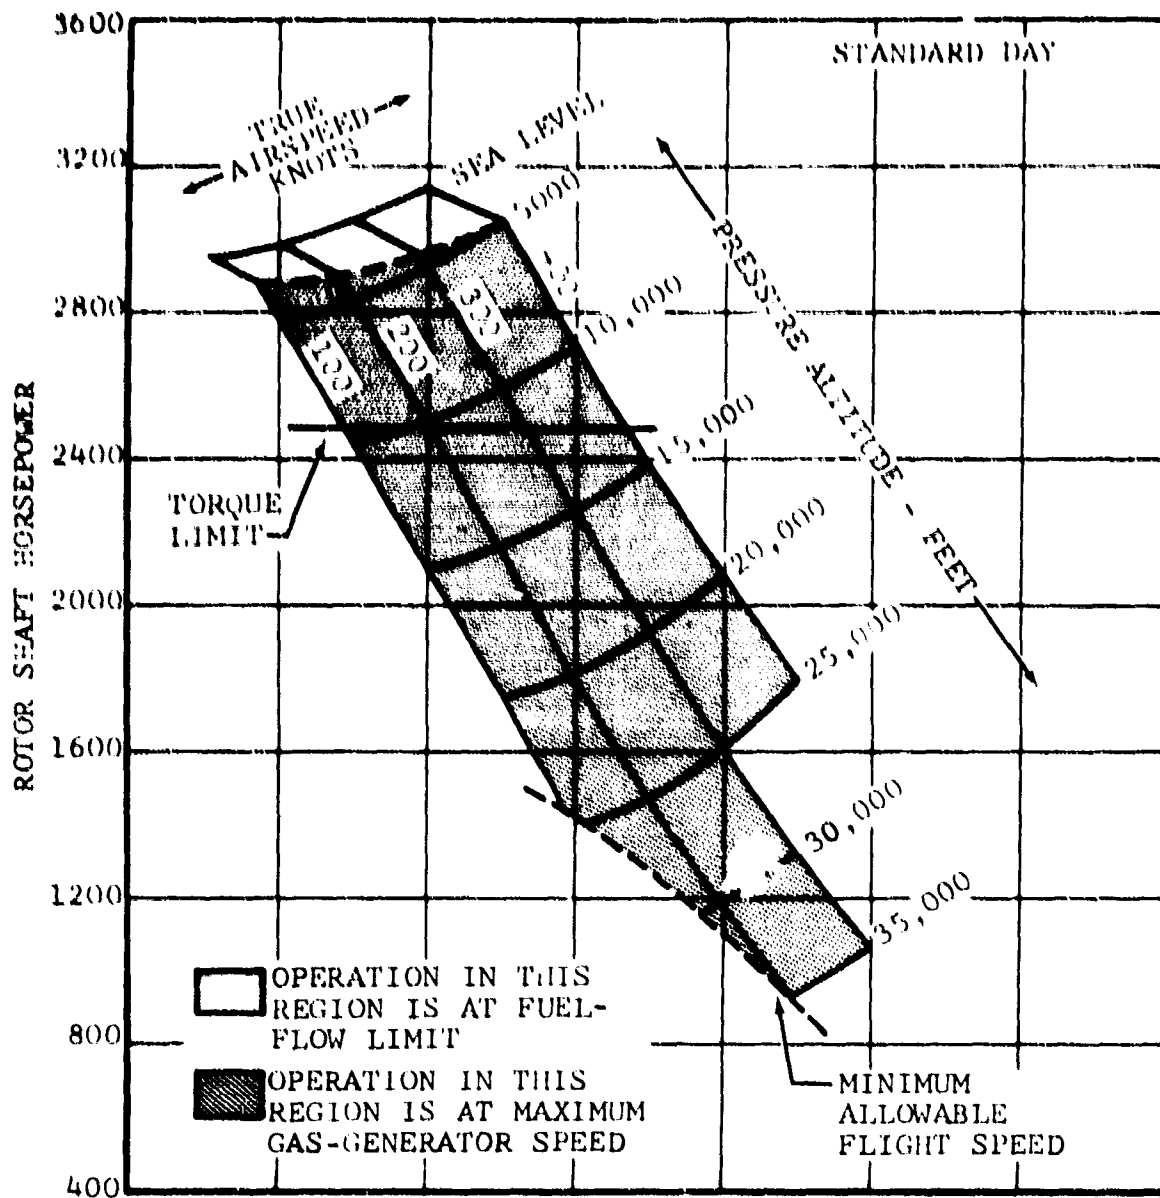 3600
STANDARD DAY
TRUE
AIRSPEED
KNOTS
SEA LEVEL
3200
5000
PRESSURE ALTITUDE - FEET
2800
10,000
300
200
100
ROTOR SHAFT HORSEPOWER
15,000
2400
TORQUE
LIMIT
20,000
2000
25,000
1600
30,000
1200
35,000
OPERATION IN THIS
REGION IS AT FUEL-
FLOW LIMIT
800
OPERATION IN THIS
REGION IS AT MAXIMUM
GAS-GENERATOR SPEED
MINIMUM
ALLOWABLE
FLIGHT SPEED
400